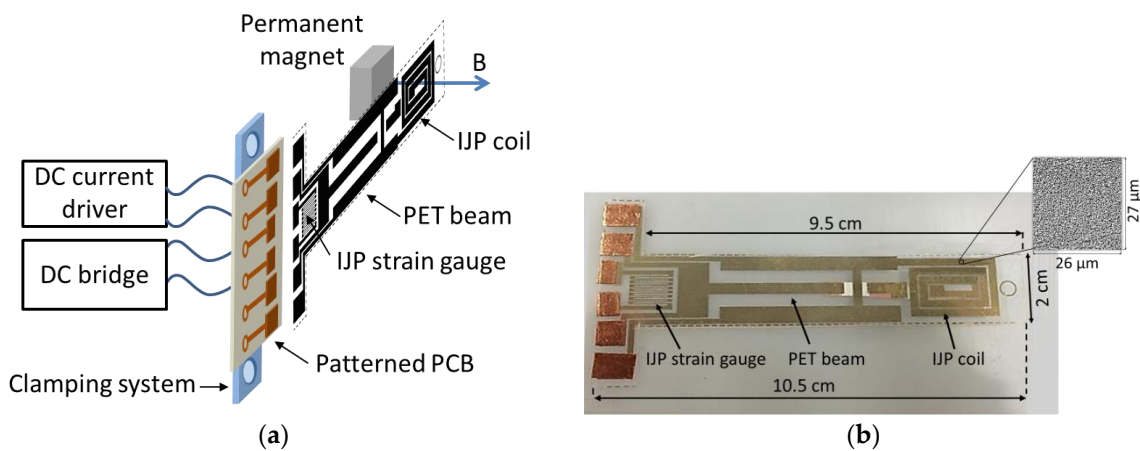 Permanent
magnet
B
IJP coil
DC current
driver
PET beam
IJP strain gauge
DC bridge
Patterned PCB
Clamping system
(a)
9.5 cm
27 µm
26 µm
2 cm
IJP strain gauge
PET beam
IJP coil
10.5 cm
(b)